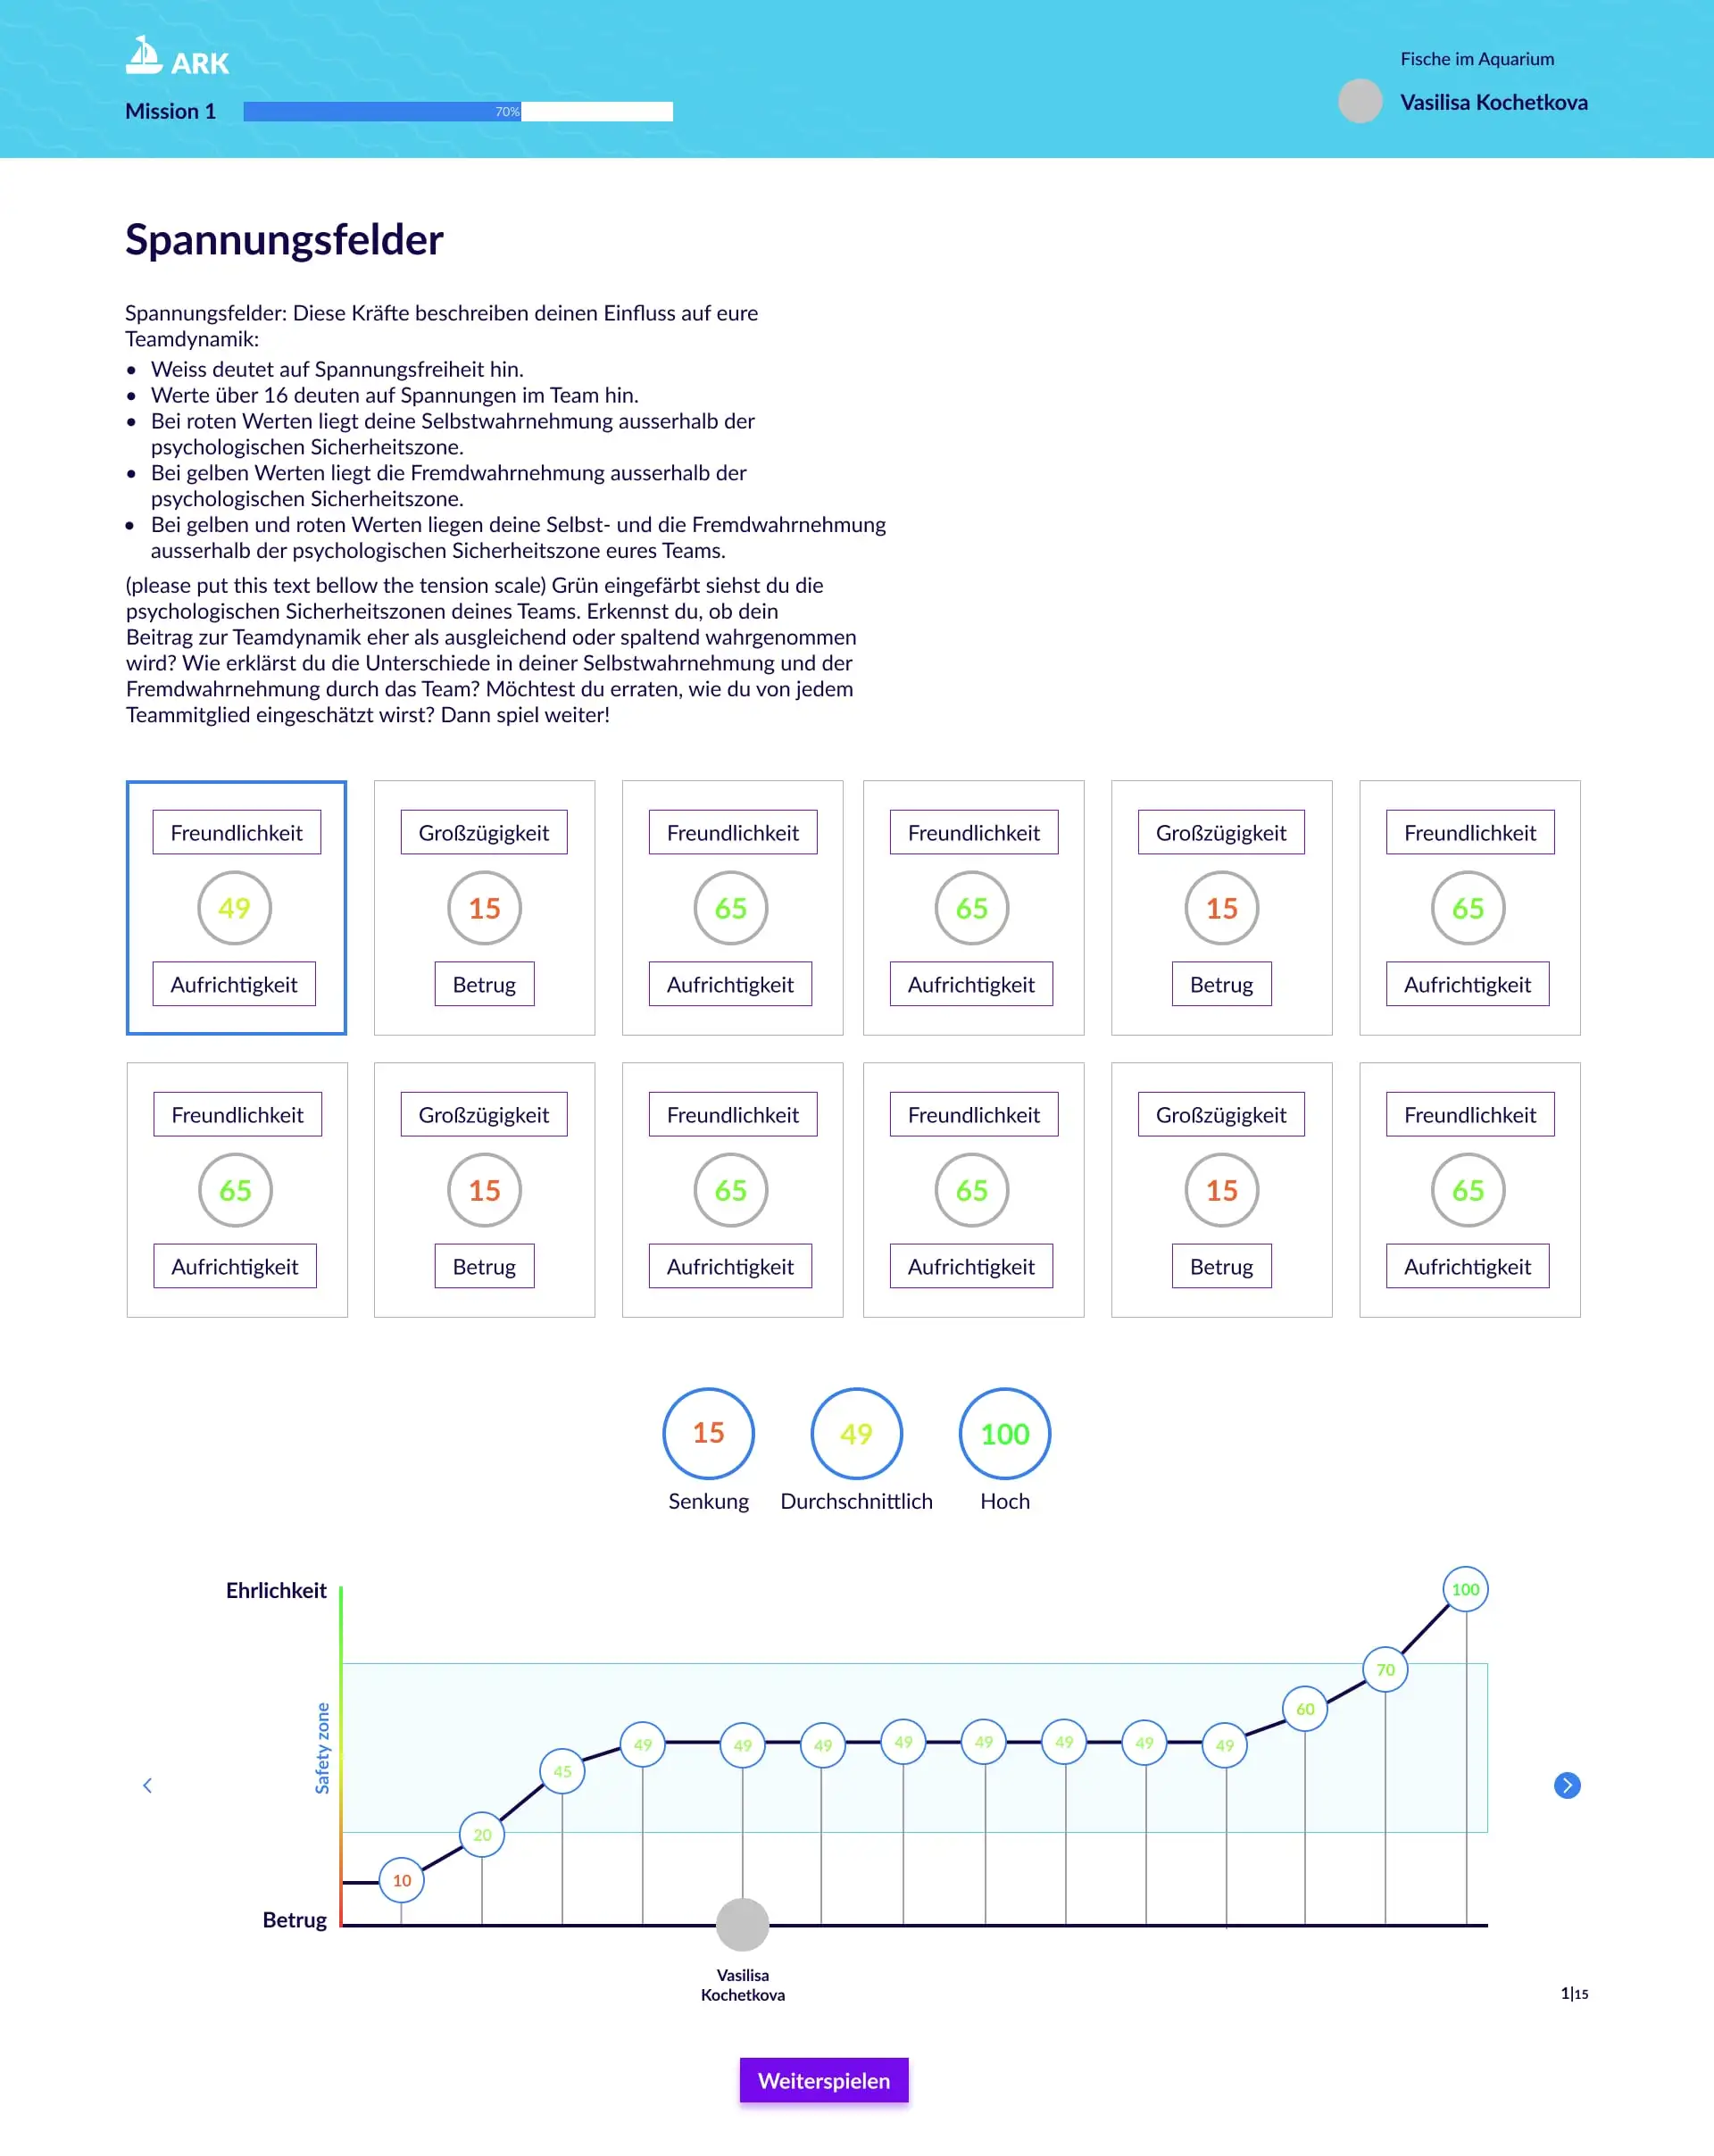 ARK
Fische im Aquarium
Mission 1
70%
Vasilisa Kochetkova
Spannungsfelder
Spannungsfelder: Diese Kräfte beschreiben deinen Einfluss auf eure
Teamdynamik:
• Weiss deutet auf Spannungsfreiheit hin.
• Werte über 16 deuten auf Spannungen im Team hin.
• Bei roten Werten liegt deine Selbstwahrnehmung ausserhalb der
psychologischen Sicherheitszone.
• Bei gelben Werten liegt die Fremdwahrnehmung ausserhalb der
psychologischen Sicherheitszone.
• Bei gelben und roten Werten liegen deine Selbst- und die Fremdwahrnehmung
ausserhalb der psychologischen Sicherheitszone eures Teams.
(please put this text bellow the tension scale) Grün eingefärbt siehst du die
psychologischen Sicherheitszonen deines Teams. Erkennst du, ob dein
Beitrag zur Teamdynamik eher als ausgleichend oder spaltend wahrgenommen
wird? Wie erklärst du die Unterschiede in deiner Selbstwahrnehmung und der
Fremdwahrnehmung durch das Team? Möchtest du erraten, wie du von jedem
Teammitglied eingeschätzt wirst? Dann spiel weiter!
Freundlichkeit Großzügigkeit Freundlichkeit Freundlichkeit Großzügigkeit Freundlichkeit
49 15 65 65 15 65
Aufrichtigkeit Betrug Aufrichtigkeit Aufrichtigkeit Betrug Aufrichtigkeit
Freundlichkeit Großzügigkeit Freundlichkeit Freundlichkeit Großzügigkeit Freundlichkeit
65 15 65 65 15 65
Aufrichtigkeit Betrug Aufrichtigkeit Aufrichtigkeit Betrug Aufrichtigkeit
15 49 100
Senkung Durchschnittlich Hoch
Ehrlichkeit
Safety zone
Betrug
10 20 45 49 49 49 49 49 49 49 49 60 70 100
Vasilisa
Kochetkova
1|15
Weiterspielen